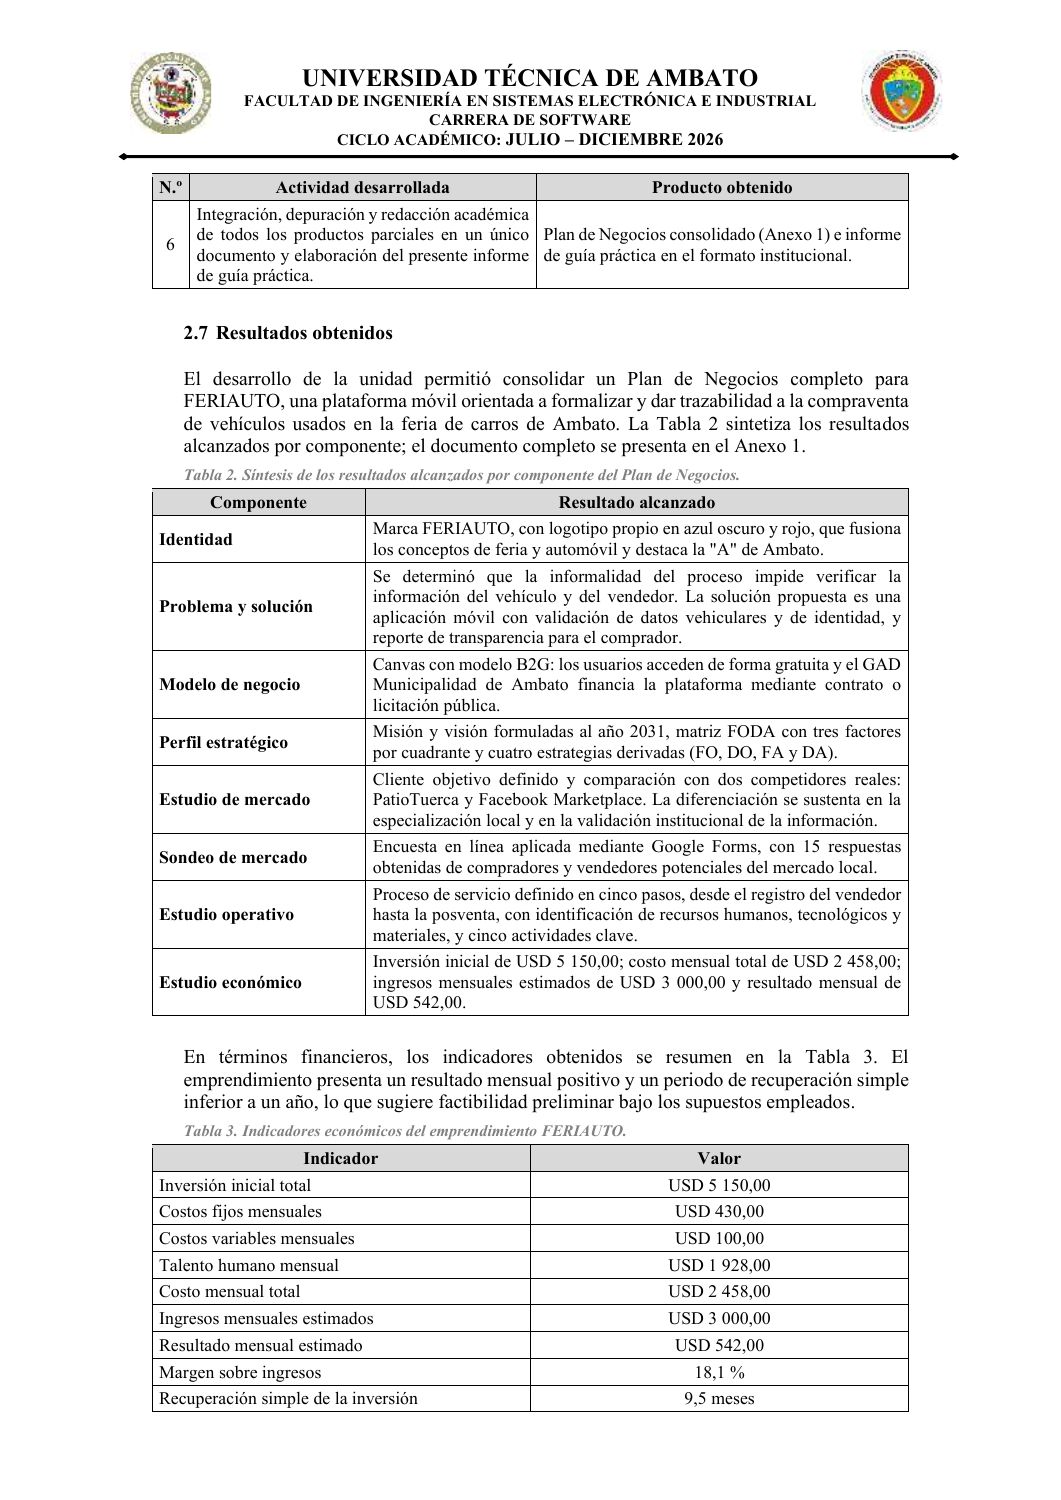 UNIVERSIDAD TÉCNICA DE AMBATO
FACULTAD DE INGENIERÍA EN SISTEMAS ELECTRÓNICA E INDUSTRIAL
CARRERA DE SOFTWARE
CICLO ACADÉMICO: JULIO – DICIEMBRE 2026
N.º Actividad desarrollada Producto obtenido
6
Integración, depuración y redacción académica
de todos los productos parciales en un único
documento y elaboración del presente informe
de guía práctica.
Plan de Negocios consolidado (Anexo 1) e informe
de guía práctica en el formato institucional.
2.7 Resultados obtenidos
El desarrollo de la unidad permitió consolidar un Plan de Negocios completo para
FERIAUTO, una plataforma móvil orientada a formalizar y dar trazabilidad a la compraventa
de vehículos usados en la feria de carros de Ambato. La Tabla 2 sintetiza los resultados
alcanzados por componente; el documento completo se presenta en el Anexo 1.
Tabla 2. Síntesis de los resultados alcanzados por componente del Plan de Negocios.
Componente Resultado alcanzado
Identidad
Marca FERIAUTO, con logotipo propio en azul oscuro y rojo, que fusiona
los conceptos de feria y automóvil y destaca la "A" de Ambato.
Problema y solución
Se determinó que la informalidad del proceso impide verificar la
información del vehículo y del vendedor. La solución propuesta es una
aplicación móvil con validación de datos vehiculares y de identidad, y
reporte de transparencia para el comprador.
Modelo de negocio
Canvas con modelo B2G: los usuarios acceden de forma gratuita y el GAD
Municipalidad de Ambato financia la plataforma mediante contrato o
licitación pública.
Perfil estratégico
Misión y visión formuladas al año 2031, matriz FODA con tres factores
por cuadrante y cuatro estrategias derivadas (FO, DO, FA y DA).
Estudio de mercado
Cliente objetivo definido y comparación con dos competidores reales:
PatioTuerca y Facebook Marketplace. La diferenciación se sustenta en la
especialización local y en la validación institucional de la información.
Sondeo de mercado
Encuesta en línea aplicada mediante Google Forms, con 15 respuestas
obtenidas de compradores y vendedores potenciales del mercado local.
Estudio operativo
Proceso de servicio definido en cinco pasos, desde el registro del vendedor
hasta la posventa, con identificación de recursos humanos, tecnológicos y
materiales, y cinco actividades clave.
Estudio económico
Inversión inicial de USD 5 150,00; costo mensual total de USD 2 458,00;
ingresos mensuales estimados de USD 3 000,00 y resultado mensual de
USD 542,00.
En términos financieros, los indicadores obtenidos se resumen en la Tabla 3. El
emprendimiento presenta un resultado mensual positivo y un periodo de recuperación simple
inferior a un año, lo que sugiere factibilidad preliminar bajo los supuestos empleados.
Tabla 3. Indicadores económicos del emprendimiento FERIAUTO.
Indicador Valor
Inversión inicial total USD 5 150,00
Costos fijos mensuales USD 430,00
Costos variables mensuales USD 100,00
Talento humano mensual USD 1 928,00
Costo mensual total USD 2 458,00
Ingresos mensuales estimados USD 3 000,00
Resultado mensual estimado USD 542,00
Margen sobre ingresos 18,1 %
Recuperación simple de la inversión 9,5 meses